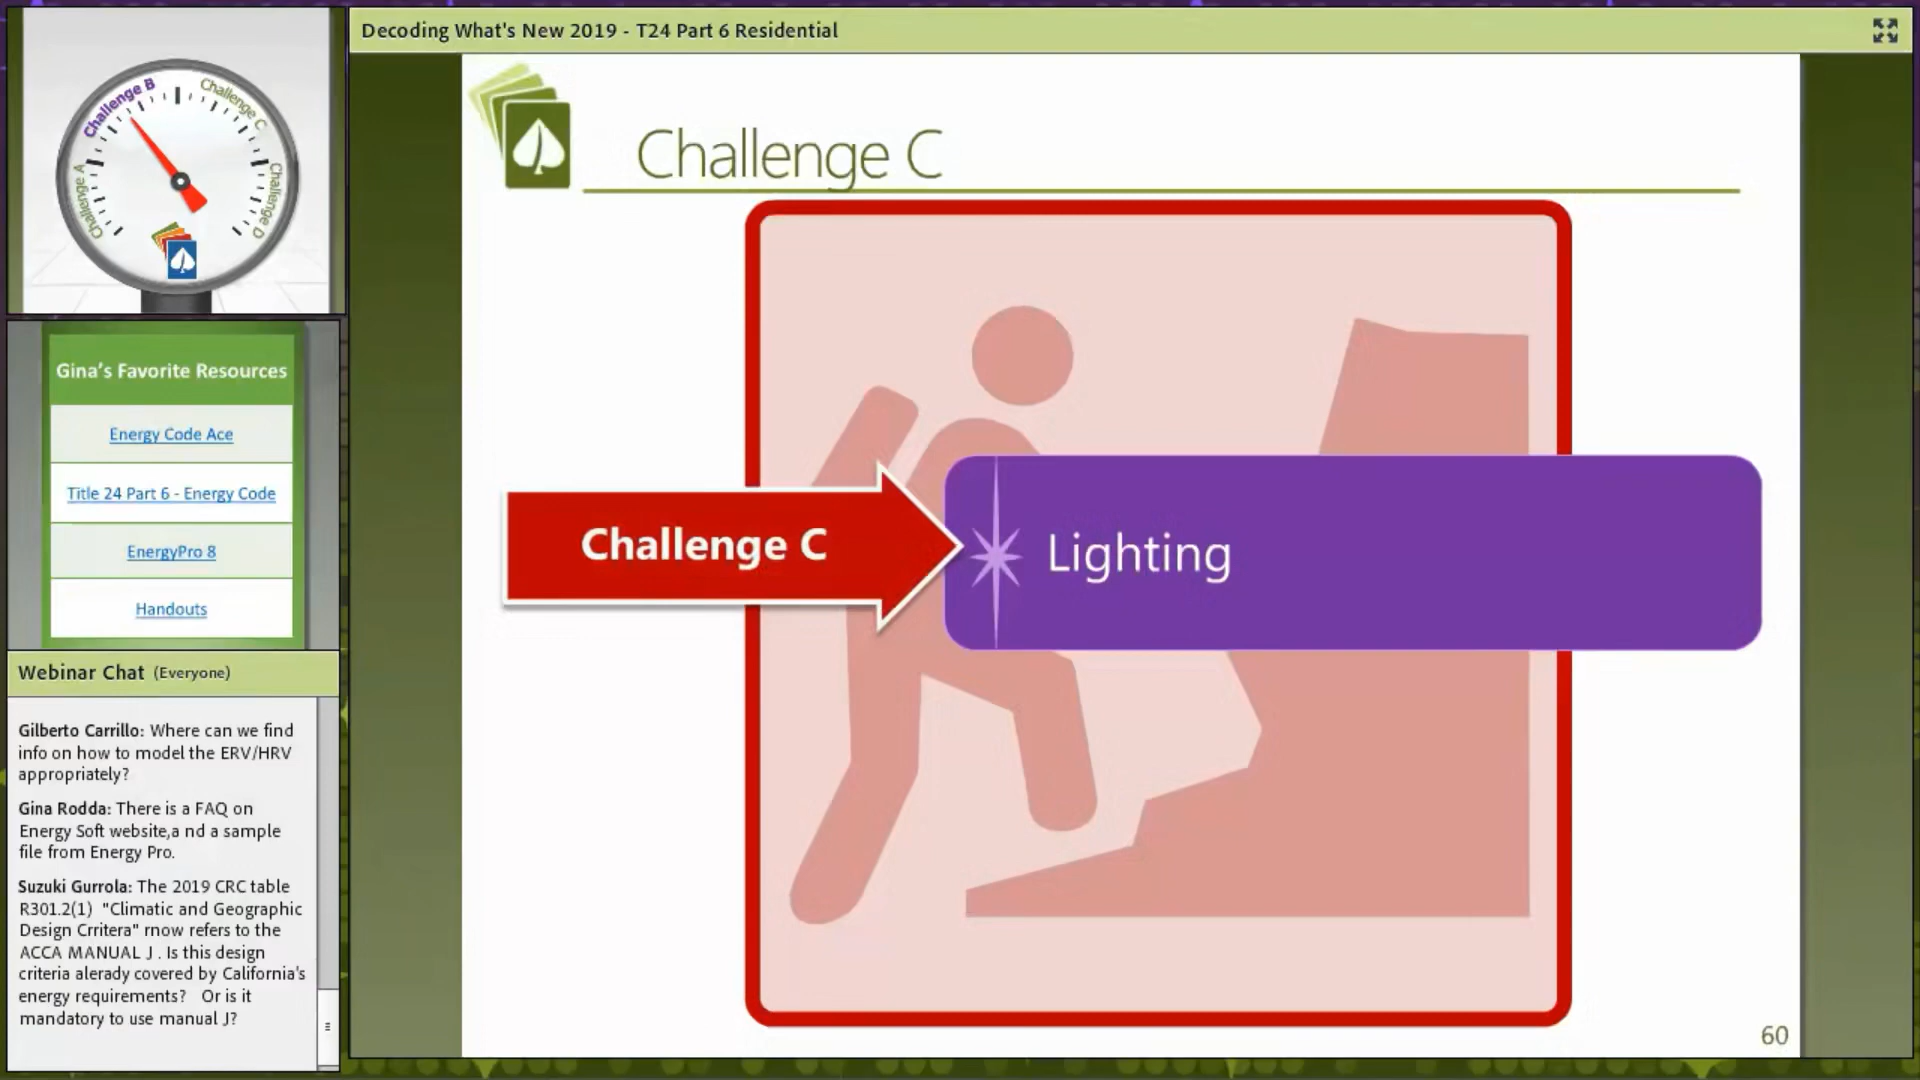 Decoding What's New 2019 - T24 Part 6 Residential
Challenge A
Challenge B
Challenge C
Challenge D
Gina's Favorite Resources
Energy Code Ace
Title 24 Part 6 - Energy Code
EnergyPro 8
Handouts
Webinar Chat (Everyone)
Gilberto Carrillo: Where can we find
info on how to model the ERV/HRV
appropriately?
Gina Rodda: There is a FAQ on
Energy Soft website,a nd a sample
file from Energy Pro.
Suzuki Gurrola: The 2019 CRC table
R301.2(1) "Climatic and Geographic
Design Crritera" rnow refers to the
ACCA MANUAL J . Is this design
criteria alerady covered by California's
energy requirements? Or is it
mandatory to use manual J?
Challenge C
Challenge C
Lighting
60